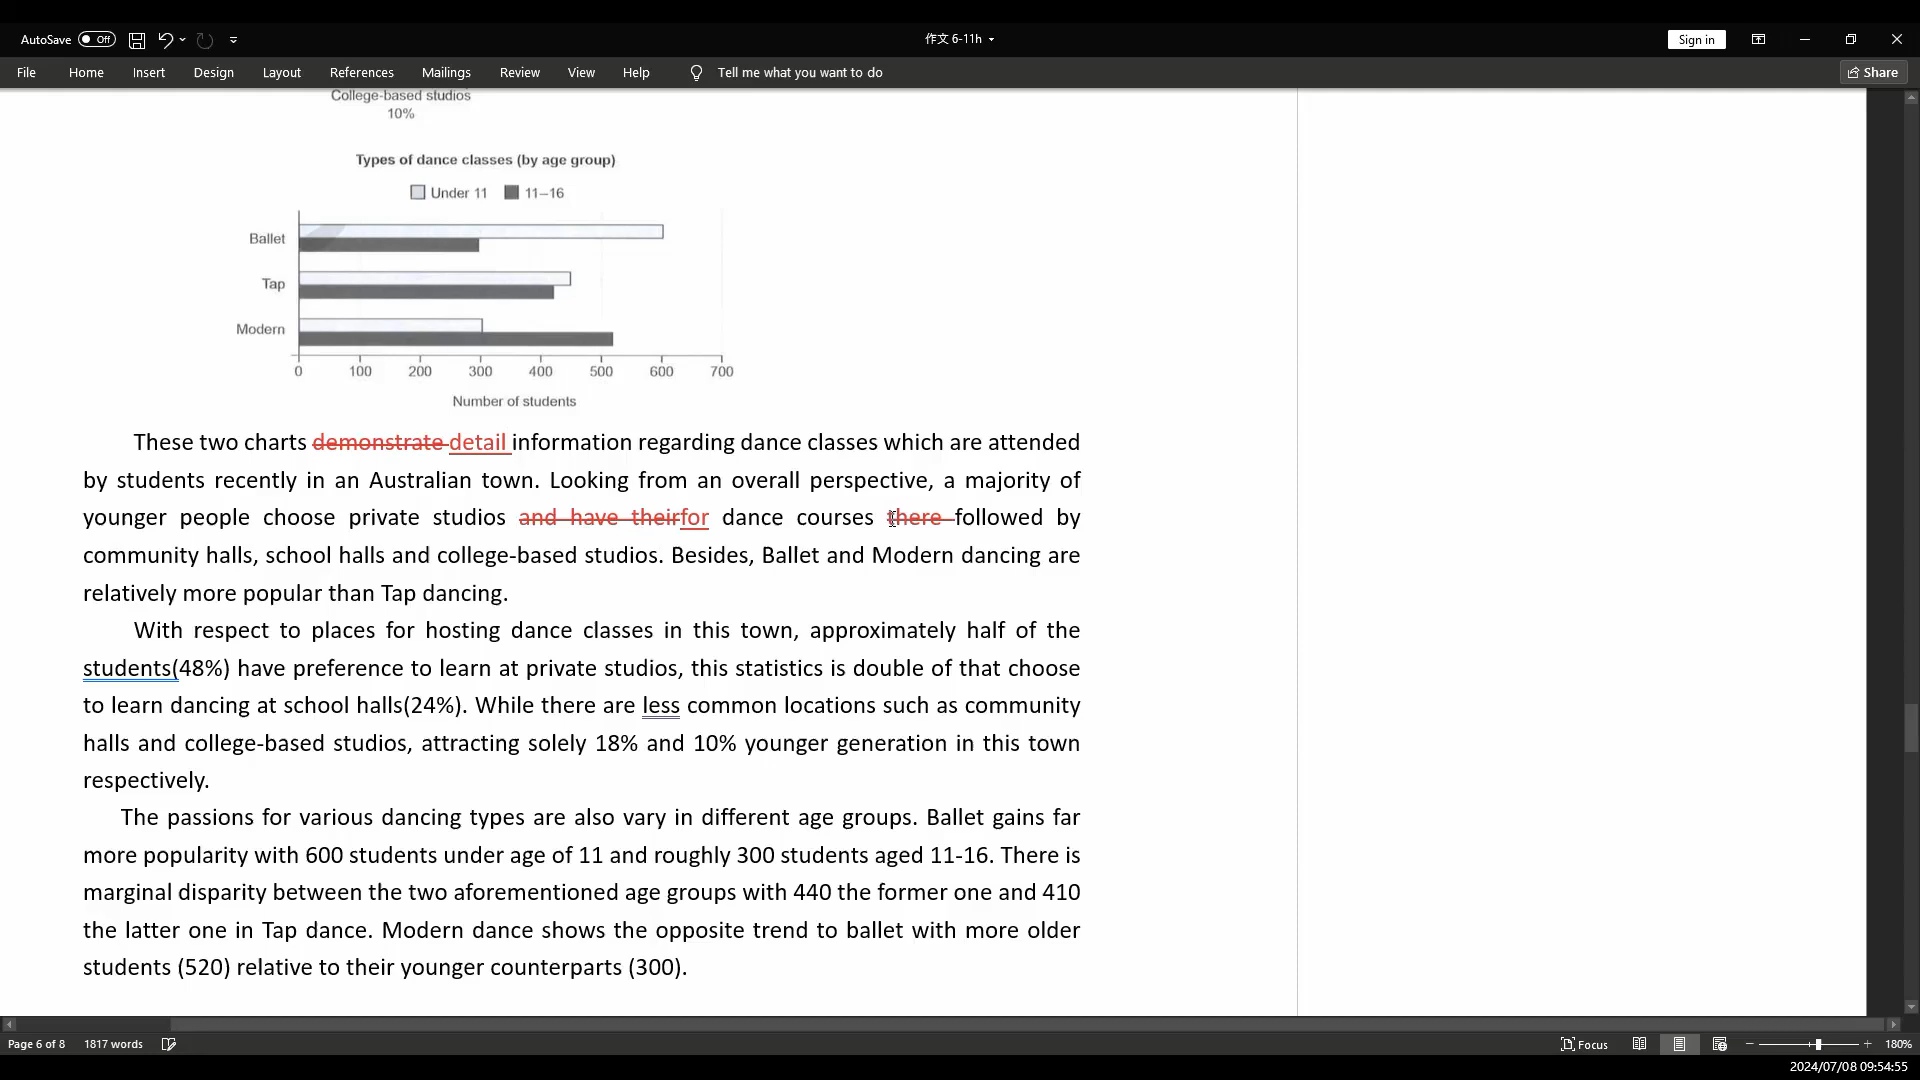 AutoSave Off
作文 6-11h
Sign in
File Home Insert Design Layout References Mailings Review View Help Tell me what you want to do
Share
College-based studios
10%
Types of dance classes (by age group)
Under 11 11–16
Ballet
Tap
Modern
0 100 200 300 400 500 600 700
Number of students
These two charts demonstrate detail information regarding dance classes which are attended
by students recently in an Australian town. Looking from an overall perspective, a majority of
younger people choose private studios and have theirfor dance courses there followed by
community halls, school halls and college-based studios. Besides, Ballet and Modern dancing are
relatively more popular than Tap dancing.
With respect to places for hosting dance classes in this town, approximately half of the
students(48%) have preference to learn at private studios, this statistics is double of that choose
to learn dancing at school halls(24%). While there are less common locations such as community
halls and college-based studios, attracting solely 18% and 10% younger generation in this town
respectively.
The passions for various dancing types are also vary in different age groups. Ballet gains far
more popularity with 600 students under age of 11 and roughly 300 students aged 11-16. There is
marginal disparity between the two aforementioned age groups with 440 the former one and 410
the latter one in Tap dance. Modern dance shows the opposite trend to ballet with more older
students (520) relative to their younger counterparts (300).
Page 6 of 8 1817 words
Focus
180%
2024/07/08 09:54:55